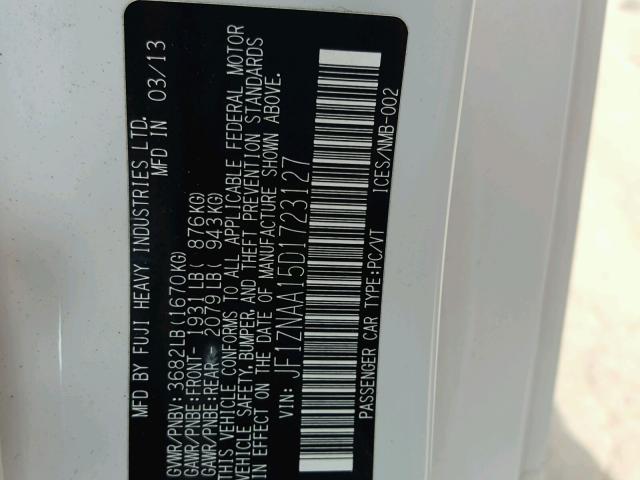 MFD BY FUJI HEAVY INDUSTRIES LTD.
MFD IN 03/13
GVWR/PNBV: 3682LB (1670KG)
GAWR/PNBE:FRONT- 1931LB ( 876KG)
GAWR/PNBE:REAR- 2079LB ( 943KG)
THIS VEHICLE CONFORMS TO ALL APPLICABLE FEDERAL MOTOR
VEHICLE SAFETY, BUMPER, AND THEFT PREVENTION STANDARDS
IN EFFECT ON THE DATE OF MANUFACTURE SHOWN ABOVE.
VIN: JF1ZNAA15D1723127
PASSENGER CAR TYPE:PC/VT
ICES/NMB-002